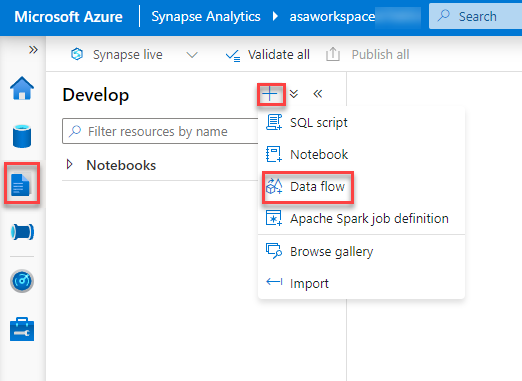 Microsoft Azure Synapse Analytics asaworkspace Search
Synapse live Validate all Publish all
Develop
Filter resources by name
Notebooks
SQL script
Notebook
Data flow
Apache Spark job definition
Browse gallery
Import